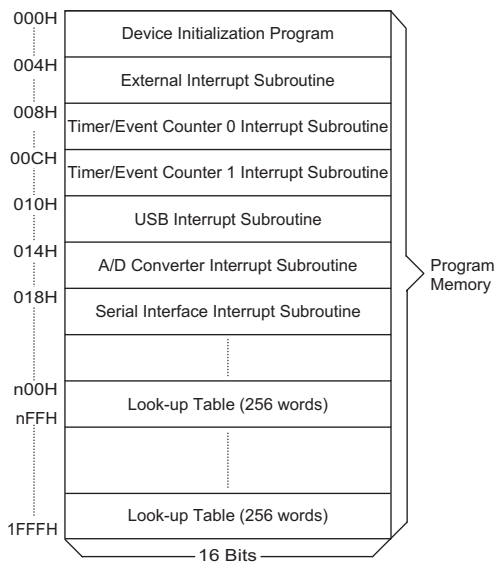 000H
Device Initialization Program
004H
External Interrupt Subroutine
008H
Timer/Event Counter 0 Interrupt Subroutine
00CH
Timer/Event Counter 1 Interrupt Subroutine
010H
USB Interrupt Subroutine
014H
A/D Converter Interrupt Subroutine
018H
Serial Interface Interrupt Subroutine
Program
Memory
n00H
Look-up Table (256 words)
nFFH
Look-up Table (256 words)
1FFFH
16 Bits